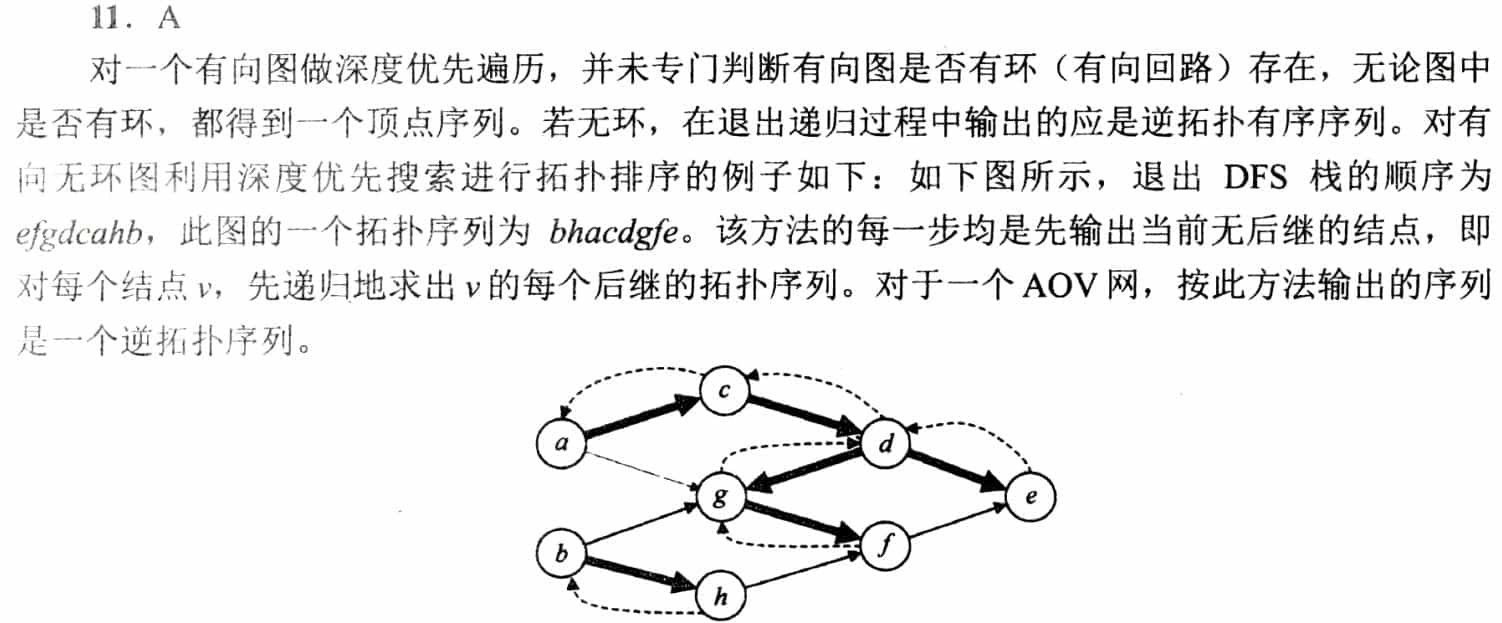 11. A
对一个有向图做深度优先遍历，并未专门判断有向图是否有环（有向回路）存在，无论图中
是否有环，都得到一个顶点序列。若无环，在退出递归过程中输出的应是逆拓扑有序序列。对有
向无环图利用深度优先搜索进行拓扑排序的例子如下：如下图所示，退出 DFS 栈的顺序为
efgdcahb，此图的一个拓扑序列为 bhacdgfe。该方法的每一步均是先输出当前无后继的结点，即
对每个结点 v，先递归地求出 v 的每个后继的拓扑序列。对于一个 AOV 网，按此方法输出的序列
是一个逆拓扑序列。
c
a
d
g
e
b
f
h